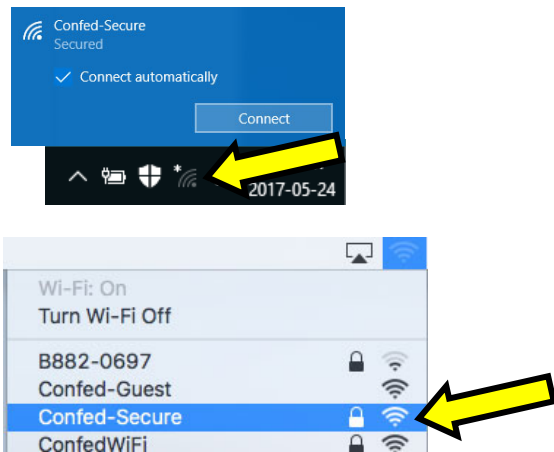 Confed-Secure
Secured
Connect automatically
Connect
2017-05-24
Wi-Fi: On
Turn Wi-Fi Off
B882-0697
Confed-Guest
Confed-Secure
ConfedWiFi